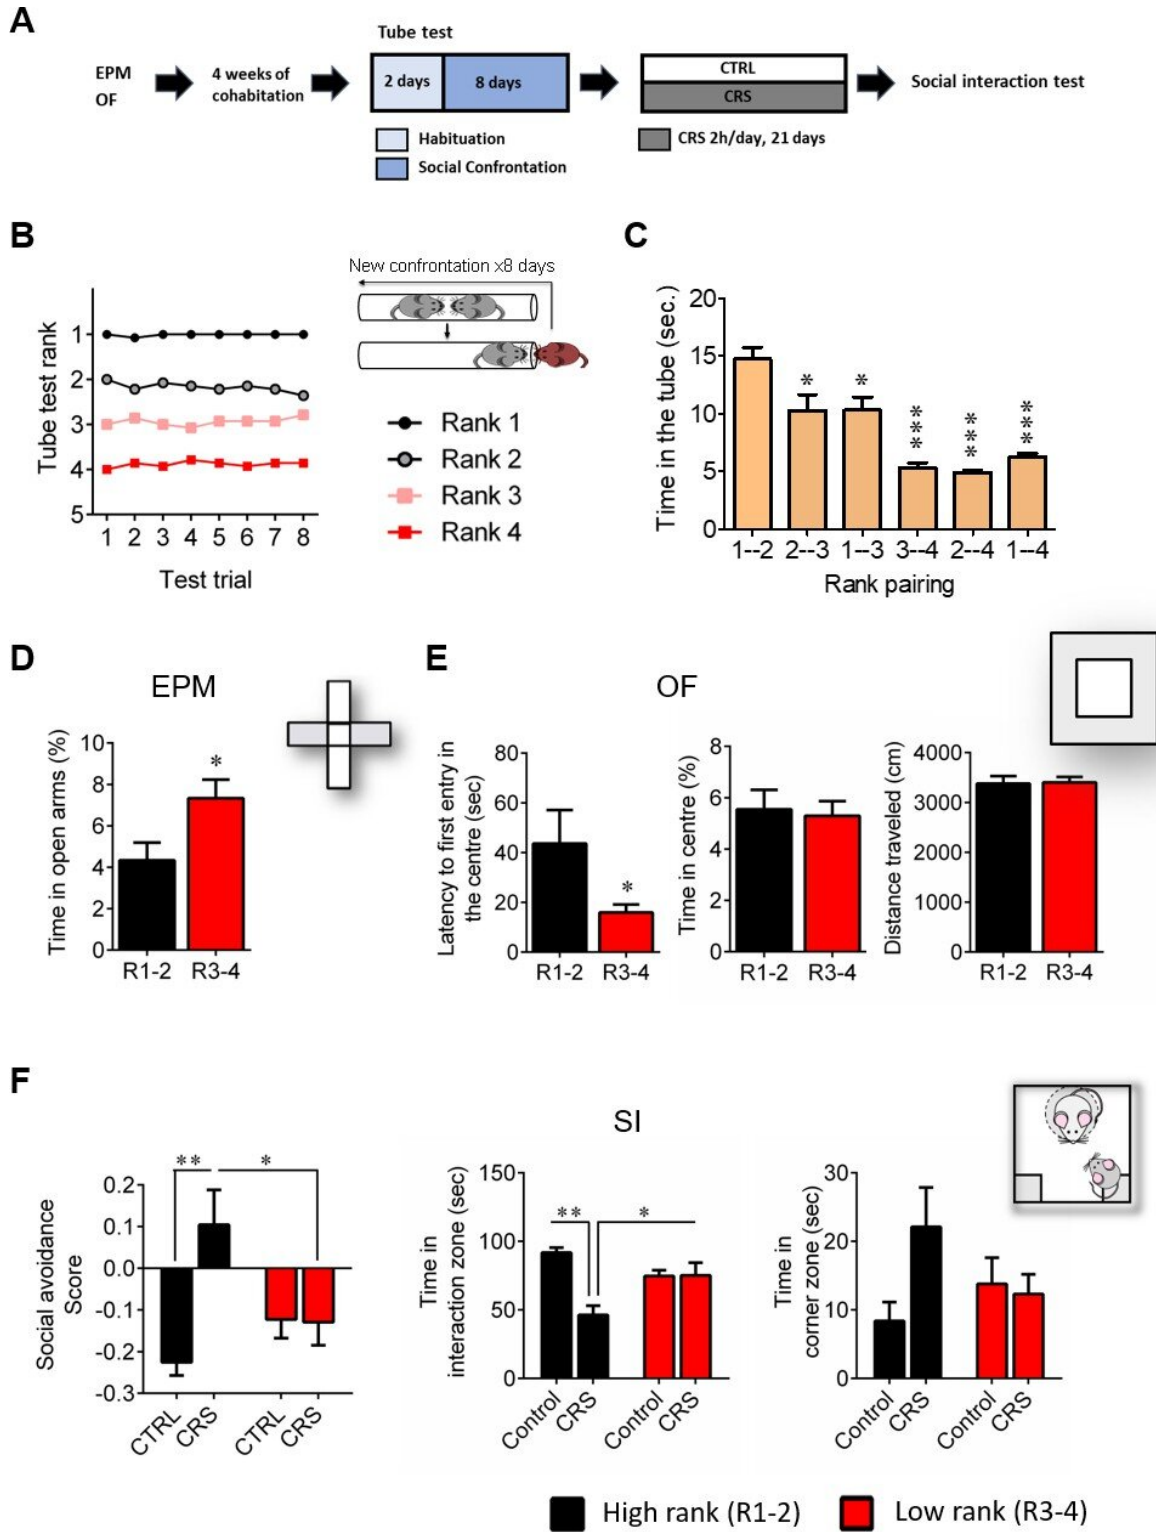 A
EPM
OF
4 weeks of
cohabitation
Tube test
2 days
8 days
Habituation
Social Confrontation
CTRL
CRS
CRS 2h/day, 21 days
Social interaction test
B
Tube test rank
1
2
3
4
5
1 2 3 4 5 6 7 8
Test trial
New confrontation x8 days
Rank 1
Rank 2
Rank 3
Rank 4
C
Time in the tube (sec.)
20
15
10
5
0
* * *** *** ***
1--2 2--3 1--3 3--4 2--4 1--4
Rank pairing
D
EPM
Time in open arms (%)
10
8
6
4
2
0
*
R1-2 R3-4
E
OF
Latency to first entry in
the centre (sec)
80
60
40
20
0
*
R1-2 R3-4
Time in centre (%)
8
6
4
2
0
R1-2 R3-4
Distance traveled (cm)
4000
3000
2000
1000
0
R1-2 R3-4
F
SI
Social avoidance
Score
0.2
0.1
0.0
-0.1
-0.2
-0.3
** *
CTRL CRS CTRL CRS
Time in
interaction zone (sec)
150
100
50
0
** *
Control CRS Control CRS
Time in
corner zone (sec)
30
20
10
0
Control CRS Control CRS
High rank (R1-2) Low rank (R3-4)